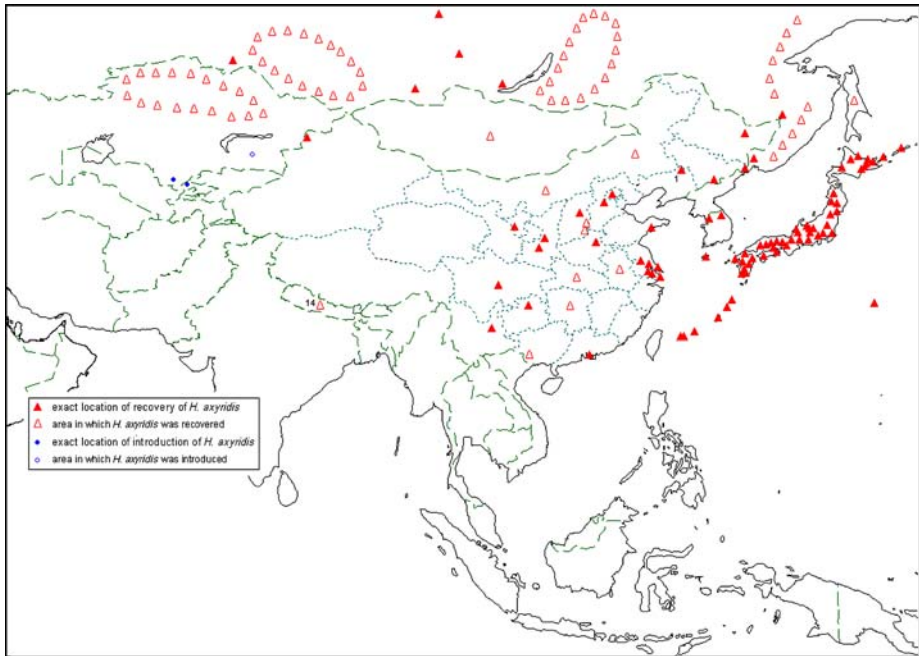 14
exact location of recovery of H. axyridis
area in which H. axyridis was recovered
exact location of introduction of H. axyridis
area in which H. axyridis was introduced